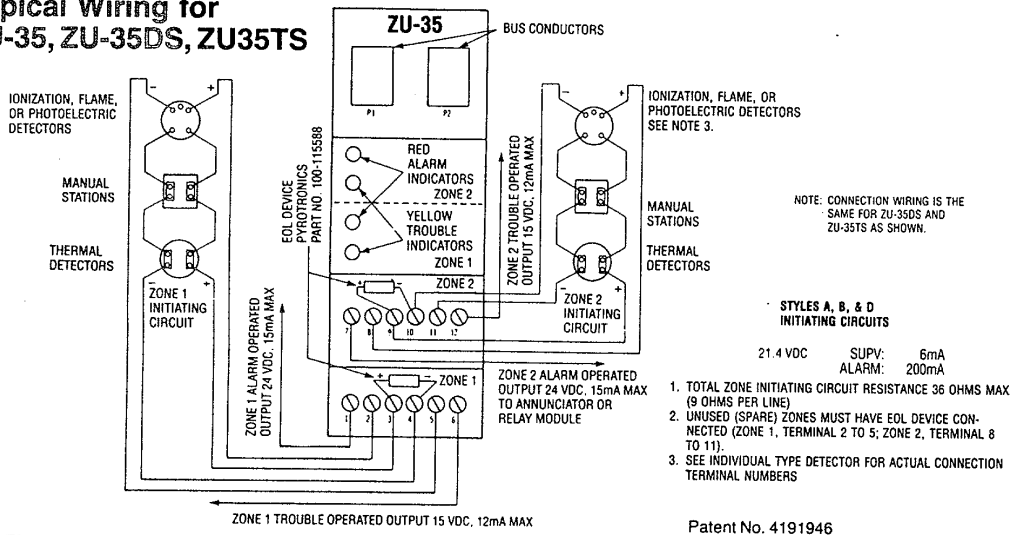 pical Wiring for
U-35, ZU-35DS, ZU35TS
ZU-35
BUS CONDUCTORS
P1
P2
IONIZATION, FLAME,
OR PHOTOELECTRIC
DETECTORS
MANUAL
STATIONS
THERMAL
DETECTORS
- +
- +
ZONE 1
INITIATING
CIRCUIT
EOL DEVICE
PYROTRONICS
PART NO. 100-115588
RED
ALARM
INDICATORS
ZONE 2
YELLOW
TROUBLE
INDICATORS
ZONE 1
ZONE 2 TROUBLE OPERATED
OUTPUT 15 VDC, 12mA MAX
- +
IONIZATION, FLAME, OR
PHOTOELECTRIC DETECTORS
SEE NOTE 3.
MANUAL
STATIONS
THERMAL
DETECTORS
- +
ZONE 2
INITIATING
CIRCUIT
+ - ZONE 2
7 8 9 10 11 12
ZONE 1 ALARM OPERATED
OUTPUT 24 VDC, 15mA MAX
+ - ZONE 1
1 2 3 4 5 6
ZONE 2 ALARM OPERATED
OUTPUT 24 VDC, 15mA MAX
TO ANNUNCIATOR OR
RELAY MODULE
ZONE 1 TROUBLE OPERATED OUTPUT 15 VDC, 12mA MAX
NOTE: CONNECTION WIRING IS THE
SAME FOR ZU-35DS AND
ZU-35TS AS SHOWN.
STYLES A, B, & D
INITIATING CIRCUITS
21.4 VDC SUPV: 6mA
ALARM: 200mA
1. TOTAL ZONE INITIATING CIRCUIT RESISTANCE 36 OHMS MAX
(9 OHMS PER LINE)
2. UNUSED (SPARE) ZONES MUST HAVE EOL DEVICE CON-
NECTED (ZONE 1, TERMINAL 2 TO 5; ZONE 2, TERMINAL 8
TO 11).
3. SEE INDIVIDUAL TYPE DETECTOR FOR ACTUAL CONNECTION
TERMINAL NUMBERS
Patent No. 4191946